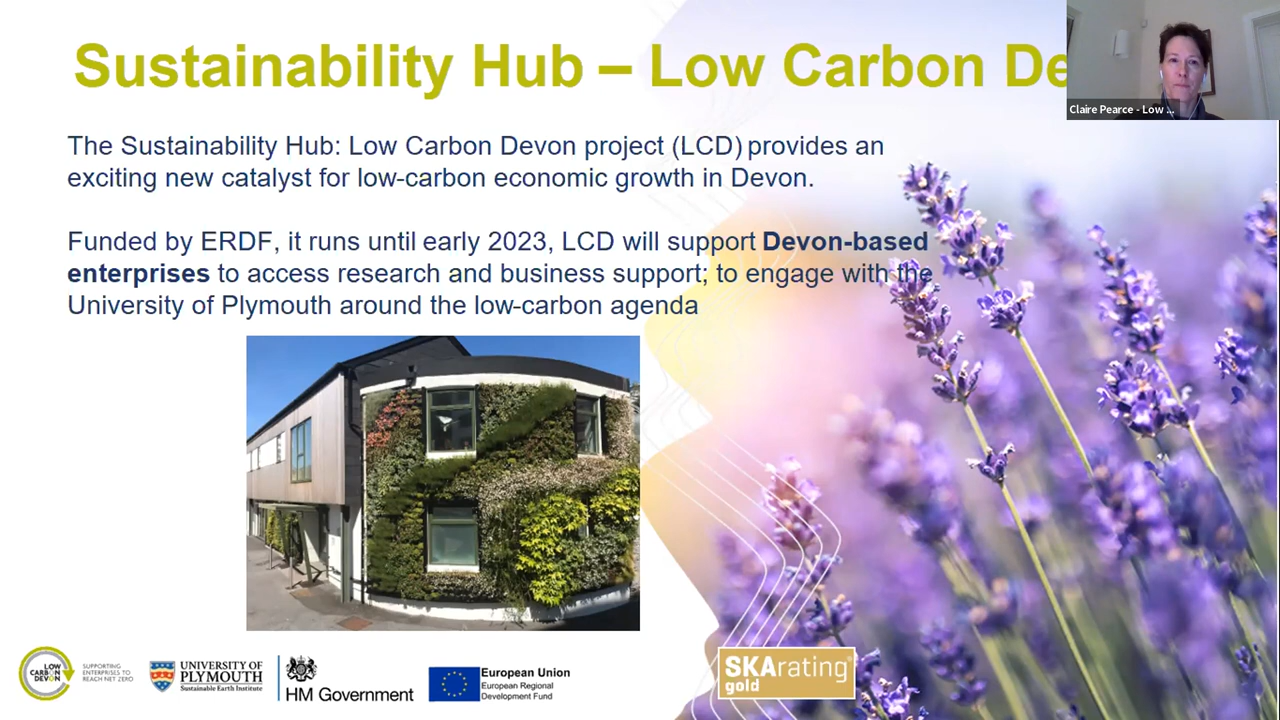 Sustainability Hub – Low Carbon De
Claire Pearce - Low ...
The Sustainability Hub: Low Carbon Devon project (LCD) provides an
exciting new catalyst for low-carbon economic growth in Devon.
Funded by ERDF, it runs until early 2023, LCD will support Devon-based
enterprises to access research and business support; to engage with the
University of Plymouth around the low-carbon agenda
LOW
CARBON
DEVON
SUPPORTING
ENTERPRISES TO
REACH NET ZERO
UNIVERSITY OF
PLYMOUTH
Sustainable Earth Institute
HM Government
European Union
European Regional
Development Fund
SKArating®
gold